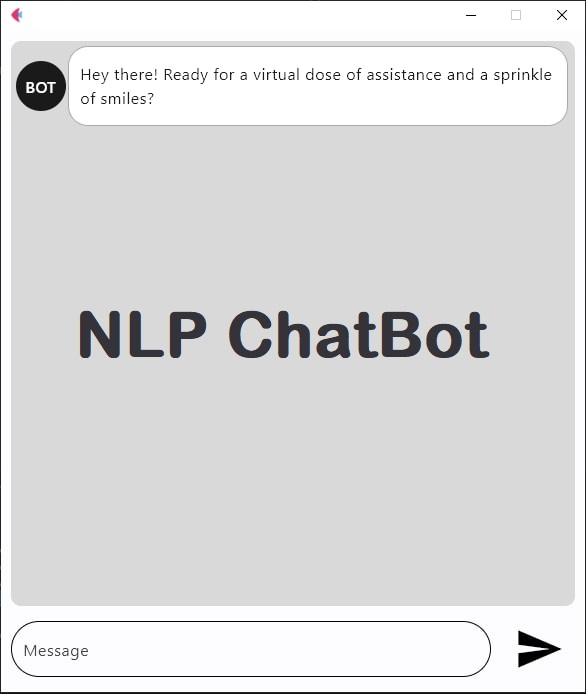 BOT
Hey there! Ready for a virtual dose of assistance and a sprinkle
of smiles?
NLP ChatBot
Message